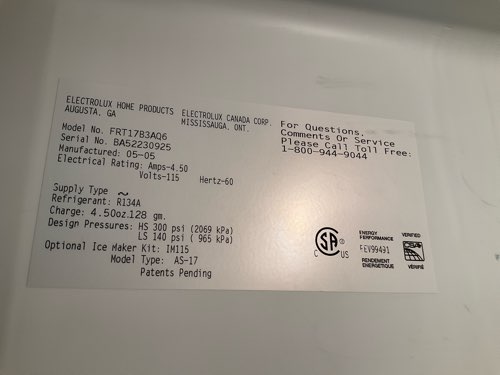 ELECTROLUX HOME PRODUCTS ELECTROLUX CANADA CORP.
AUGUSTA, GA MISSISSAUGA, ONT.
For Questions,
Comments Or Service
Please Call Toll Free:
1-800-944-9044
Model No. FRT17B3AQ6
Serial No. BA52230925
Manufactured: 05-05
Electrical Rating: Amps-4.50
Volts-115 Hertz-60
Supply Type ~
Refrigerant: R134A
Charge: 4.50oz.128 gm.
Design Pressures: HS 300 psi (2069 kPa)
LS 140 psi ( 965 kPa)
Optional Ice Maker Kit: IM115
Model Type: AS-17
Patents Pending
SA ®
C US
ENERGY
PERFORMANCE
EEV99491
RENDEMENT
ENERGETIQUE
VERIFIED
VÉRIFIÉ